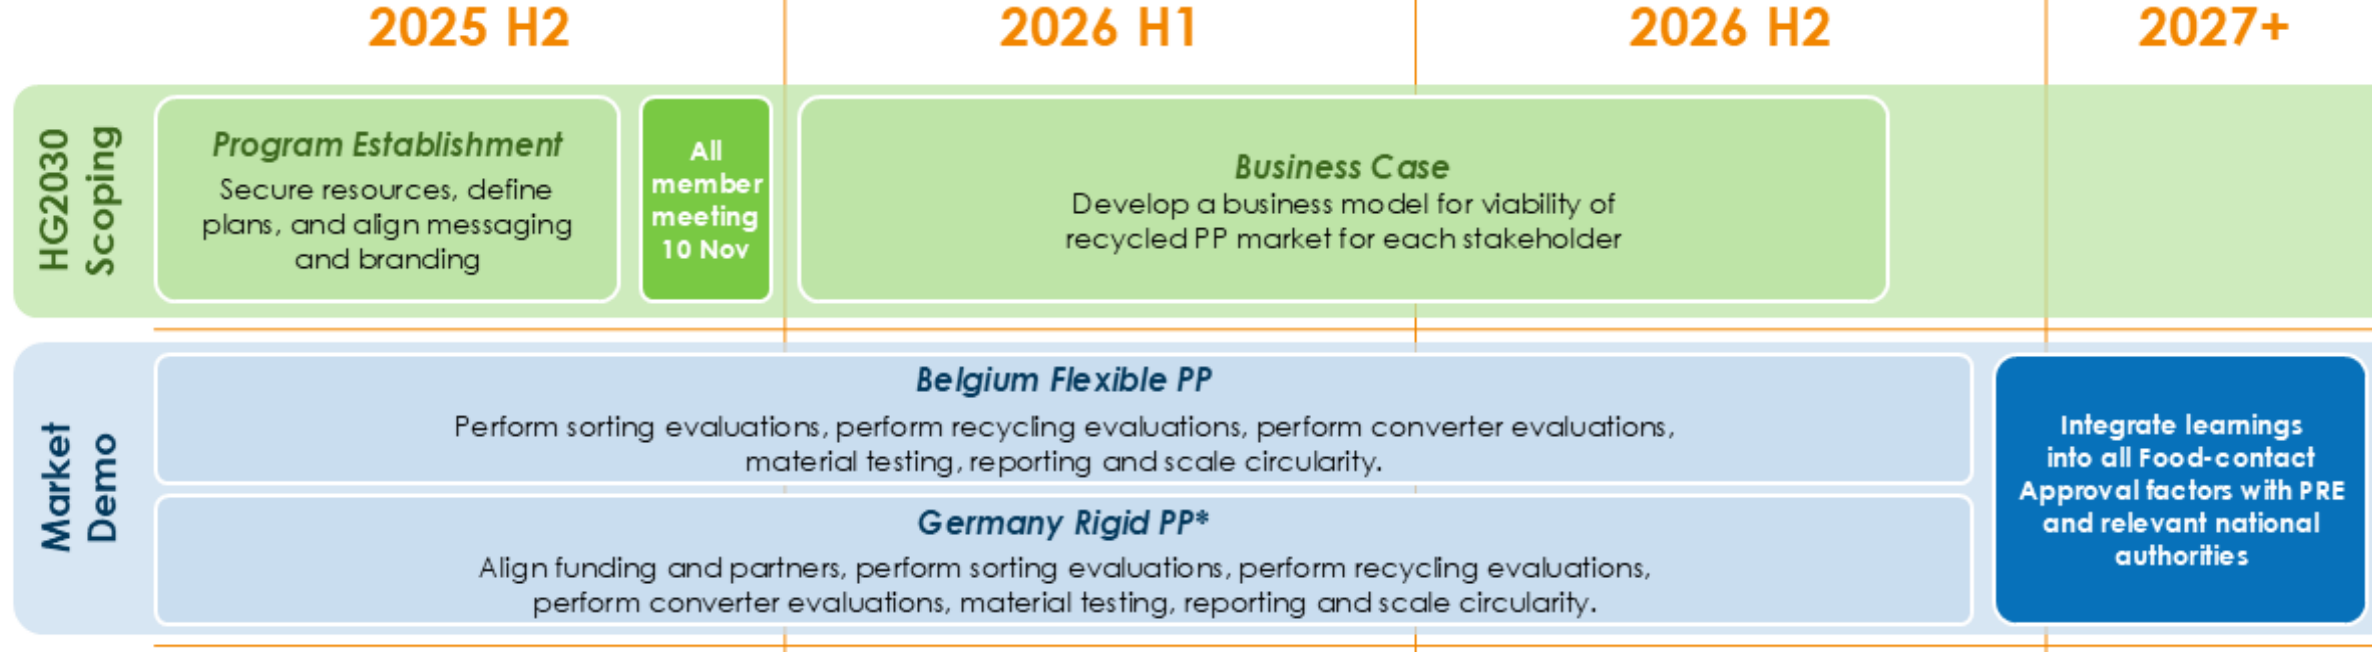 2025 H2
2026 H1
2026 H2
2027+
HG2030
Scoping
Program Establishment
Secure resources, define
plans, and align messaging
and branding
All
member
meeting
10 Nov
Business Case
Develop a business model for viability of
recycled PP market for each stakeholder
Market
Demo
Belgium Flexible PP
Perform sorting evaluations, perform recycling evaluations, perform converter evaluations,
material testing, reporting and scale circularity.
Germany Rigid PP*
Align funding and partners, perform sorting evaluations, perform recycling evaluations,
perform converter evaluations, material testing, reporting and scale circularity.
Integrate learnings
into all Food-contact
Approval factors with PRE
and relevant national
authorities